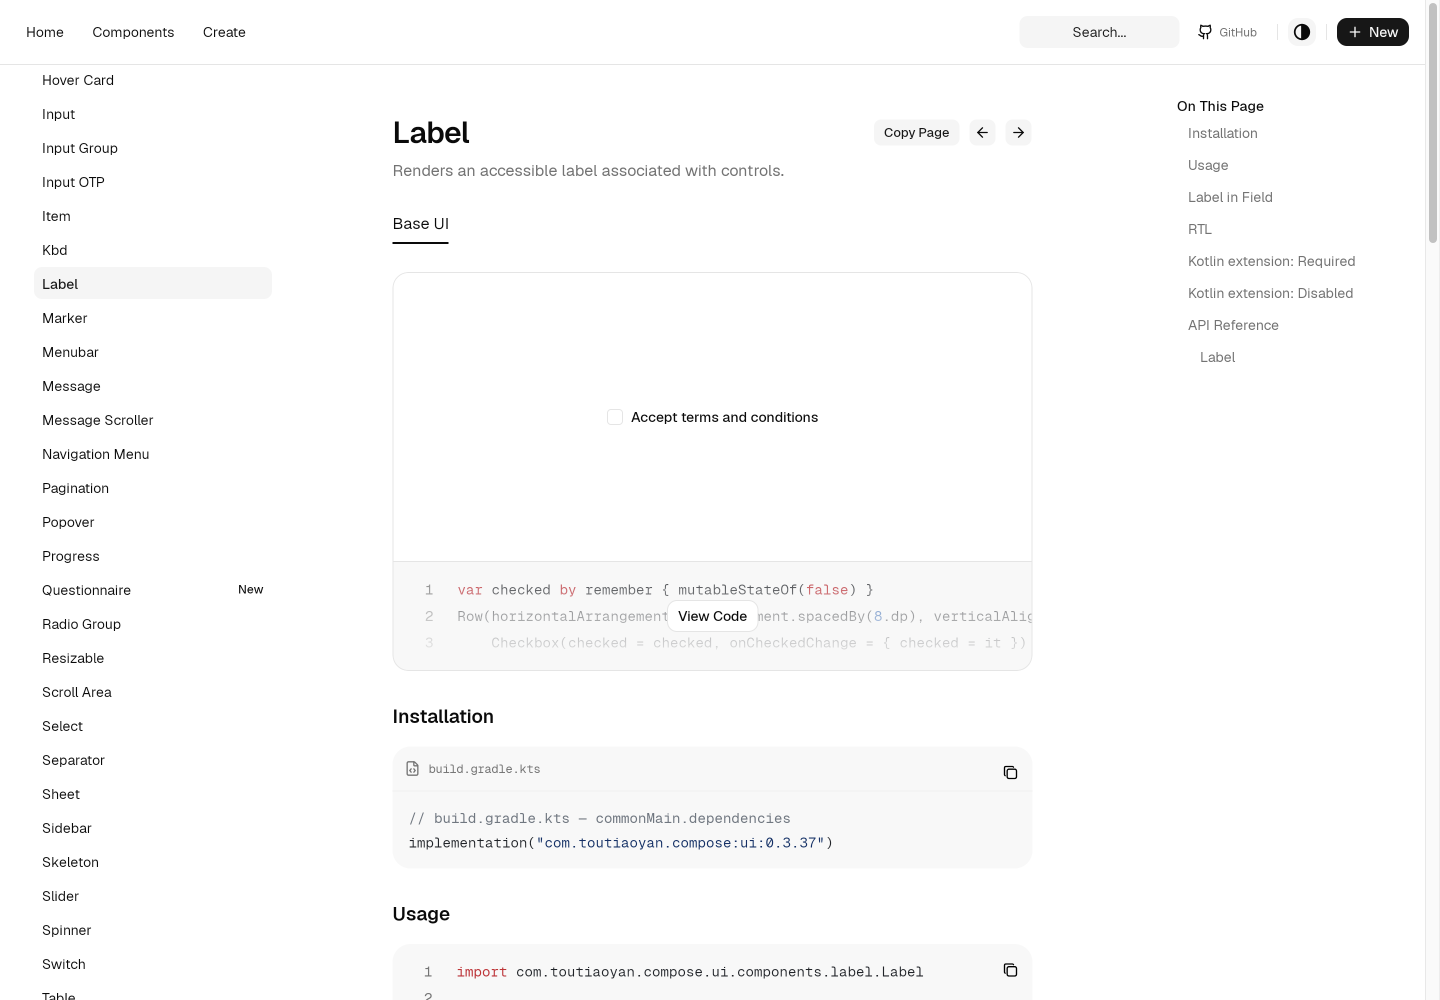 Home
Components
Create
Search...
GitHub
New
Hover Card
Input
Input Group
Input OTP
Item
Kbd
Label
Marker
Menubar
Message
Message Scroller
Navigation Menu
Pagination
Popover
Progress
Questionnaire
New
Radio Group
Resizable
Scroll Area
Select
Separator
Sheet
Sidebar
Skeleton
Slider
Spinner
Switch
Table
Label
Copy Page
Renders an accessible label associated with controls.
Base UI
Accept terms and conditions
1 var checked by remember { mutableStateOf(false) }
2 Row(horizontalArrangement
View Code
ment.spacedBy(8.dp), verticalAlig
3 Checkbox(checked = checked, onCheckedChange = { checked = it })
Installation
build.gradle.kts
// build.gradle.kts — commonMain.dependencies
implementation("com.toutiaoyan.compose:ui:0.3.37")
Usage
1 import com.toutiaoyan.compose.ui.components.label.Label
2
On This Page
Installation
Usage
Label in Field
RTL
Kotlin extension: Required
Kotlin extension: Disabled
API Reference
Label